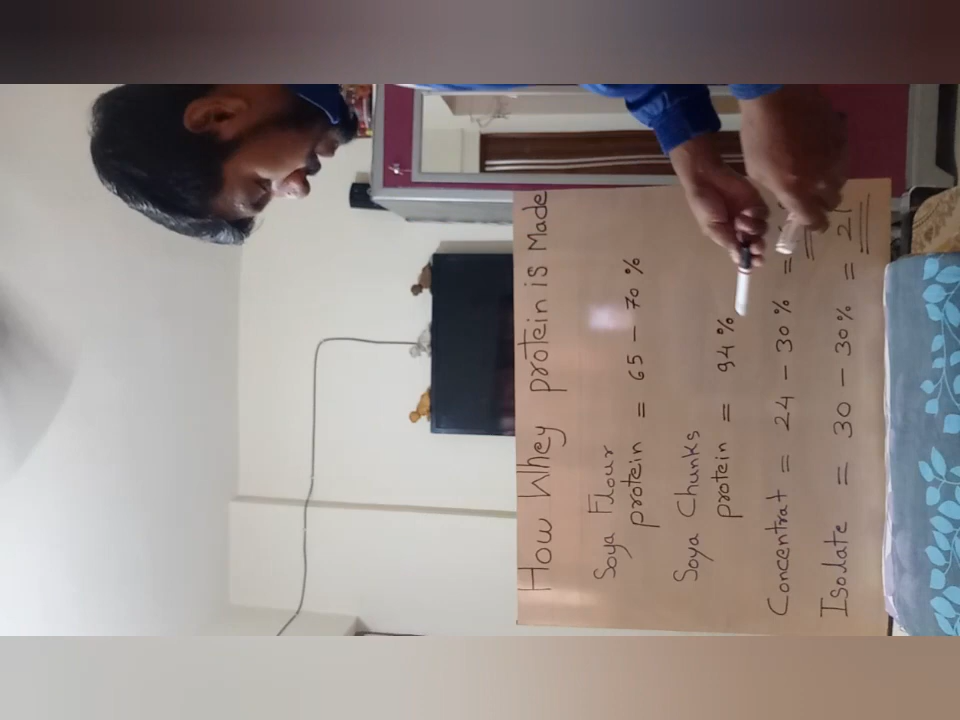 How Whey protein is Made
Soya Flour
protein = 65 - 70 %
Soya Chunks
protein = 94 %
Concentrat = 24 - 30 % =
Isolate = 30 - 30% = 21